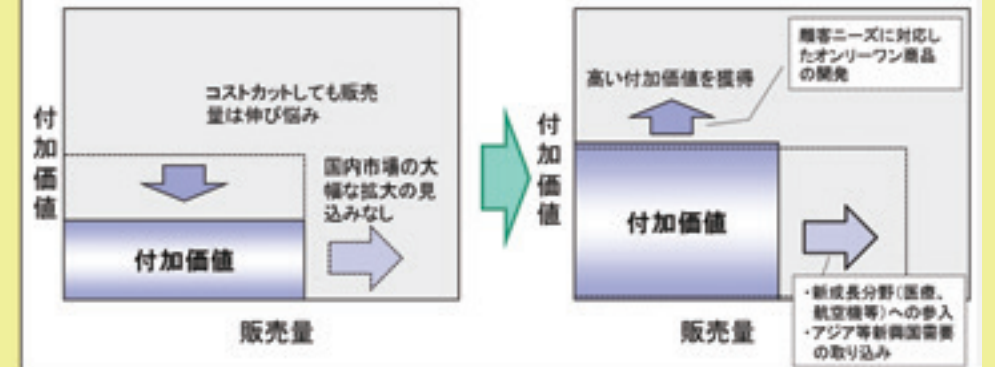 付加価値
コストカットしても販売
量は伸び悩み
国内市場の大
幅な拡大の見
込みなし
付加価値
販売量
付加価値
高い付加価値を獲得
顧客ニーズに対応し
たオンリーワン商品
の開発
付加価値
販売量
・新成長分野(医療、
航空機等)への参入
・アジア等新興国需要
の取り込み